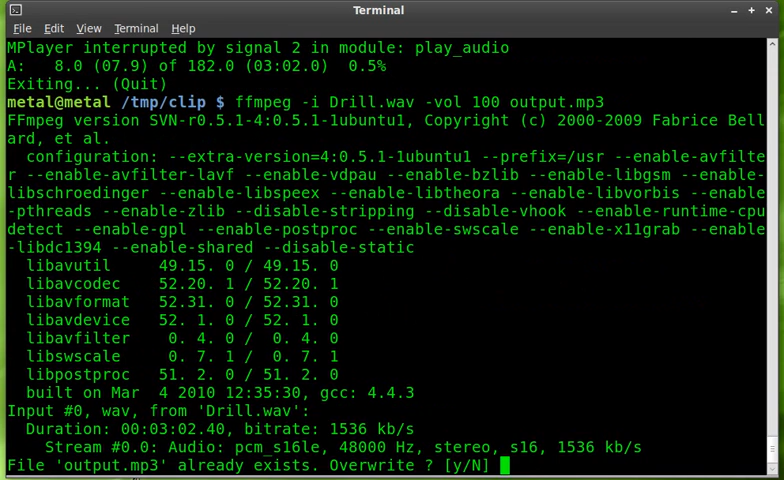 Terminal
File Edit View Terminal Help
MPlayer interrupted by signal 2 in module: play_audio
A:   8.0 (07.9) of 182.0 (03:02.0)  0.5%
Exiting... (Quit)
metal@metal /tmp/clip $ ffmpeg -i Drill.wav -vol 100 output.mp3
FFmpeg version SVN-r0.5.1-4:0.5.1-1ubuntu1, Copyright (c) 2000-2009 Fabrice Bell
ard, et al.
  configuration: --extra-version=4:0.5.1-1ubuntu1 --prefix=/usr --enable-avfilte
r --enable-avfilter-lavf --enable-vdpau --enable-bzlib --enable-libgsm --enable-
libschroedinger --enable-libspeex --enable-libtheora --enable-libvorbis --enable
-pthreads --enable-zlib --disable-stripping --disable-vhook --enable-runtime-cpu
detect --enable-gpl --enable-postproc --enable-swscale --enable-x11grab --enable
-libdc1394 --enable-shared --disable-static
  libavutil     49.15. 0 / 49.15. 0
  libavcodec    52.20. 1 / 52.20. 1
  libavformat   52.31. 0 / 52.31. 0
  libavdevice   52. 1. 0 / 52. 1. 0
  libavfilter    0. 4. 0 /  0. 4. 0
  libswscale     0. 7. 1 /  0. 7. 1
  libpostproc   51. 2. 0 / 51. 2. 0
  built on Mar  4 2010 12:35:30, gcc: 4.4.3
Input #0, wav, from 'Drill.wav':
  Duration: 00:03:02.40, bitrate: 1536 kb/s
    Stream #0.0: Audio: pcm_s16le, 48000 Hz, stereo, s16, 1536 kb/s
File 'output.mp3' already exists. Overwrite ? [y/N]